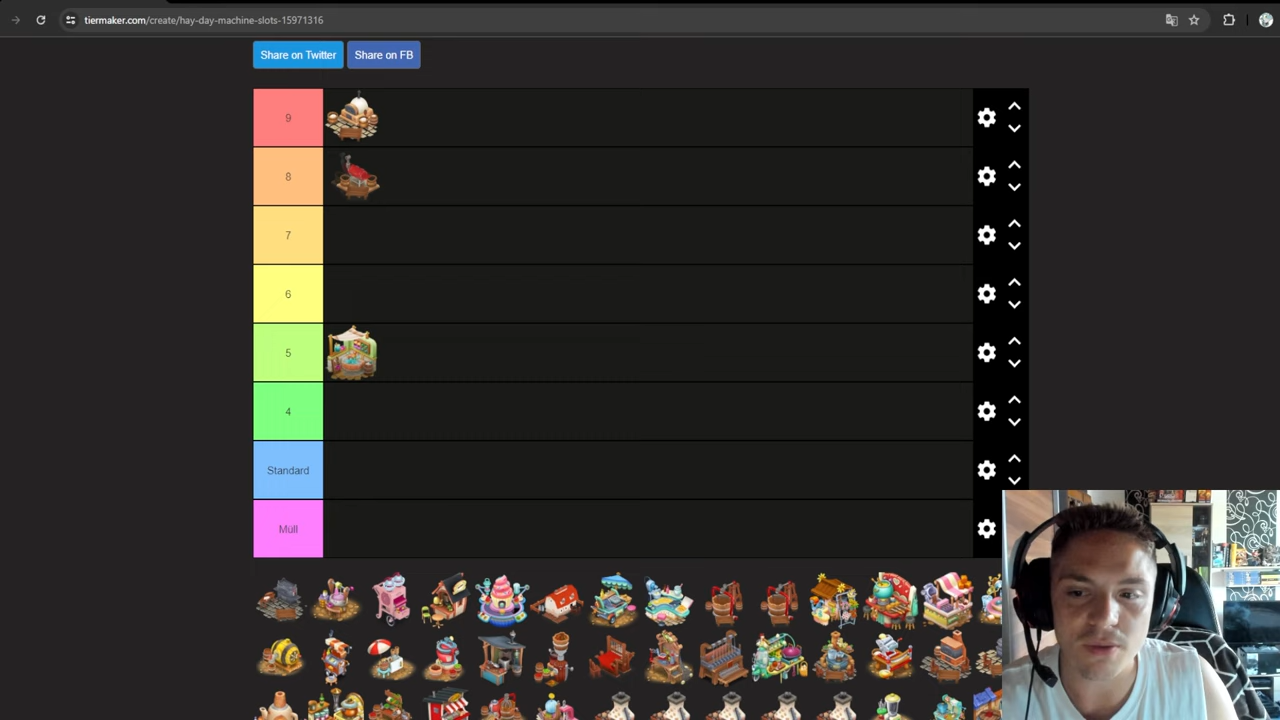 tiermaker.com/create/hay-day-machine-slots-15971316
Share on Twitter
Share on FB
9
8
7
6
5
4
Standard
Müll